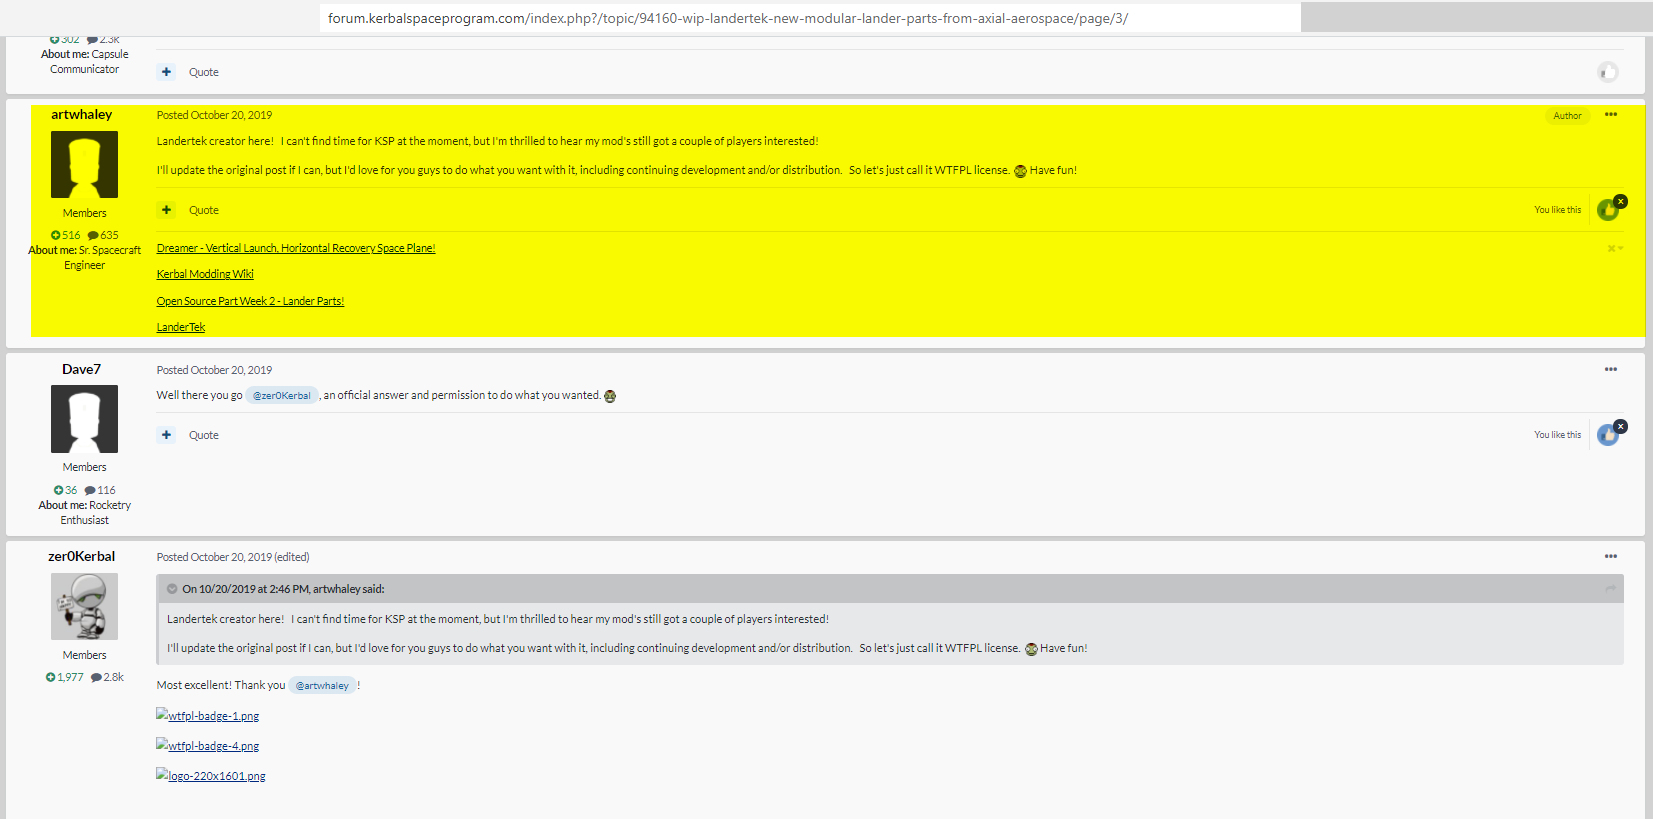 forum.kerbalspaceprogram.com/index.php?/topic/94160-wip-landertek-new-modular-lander-parts-from-axial-aerospace/page/3/
302 2.3k
About me: Capsule
Communicator
+ Quote
artwhaley
Posted October 20, 2019
Author
Landertek creator here! I can't find time for KSP at the moment, but I'm thrilled to hear my mod's still got a couple of players interested!
I'll update the original post if I can, but I'd love for you guys to do what you want with it, including continuing development and/or distribution. So let's just call it WTFPL license. Have fun!
Members
+ Quote
You like this
516 635
About me: Sr. Spacecraft
Engineer
Dreamer - Vertical Launch, Horizontal Recovery Space Plane!
Kerbal Modding Wiki
Open Source Part Week 2 - Lander Parts!
LanderTek
Dave7
Posted October 20, 2019
Well there you go @zer0Kerbal, an official answer and permission to do what you wanted.
+ Quote
You like this
Members
36 116
About me: Rocketry
Enthusiast
zer0Kerbal
Posted October 20, 2019 (edited)
On 10/20/2019 at 2:46 PM, artwhaley said:
Landertek creator here! I can't find time for KSP at the moment, but I'm thrilled to hear my mod's still got a couple of players interested!
I'll update the original post if I can, but I'd love for you guys to do what you want with it, including continuing development and/or distribution. So let's just call it WTFPL license. Have fun!
Members
1,977 2.8k
Most excellent! Thank you @artwhaley !
wtfpl-badge-1.png
wtfpl-badge-4.png
logo-220x1601.png